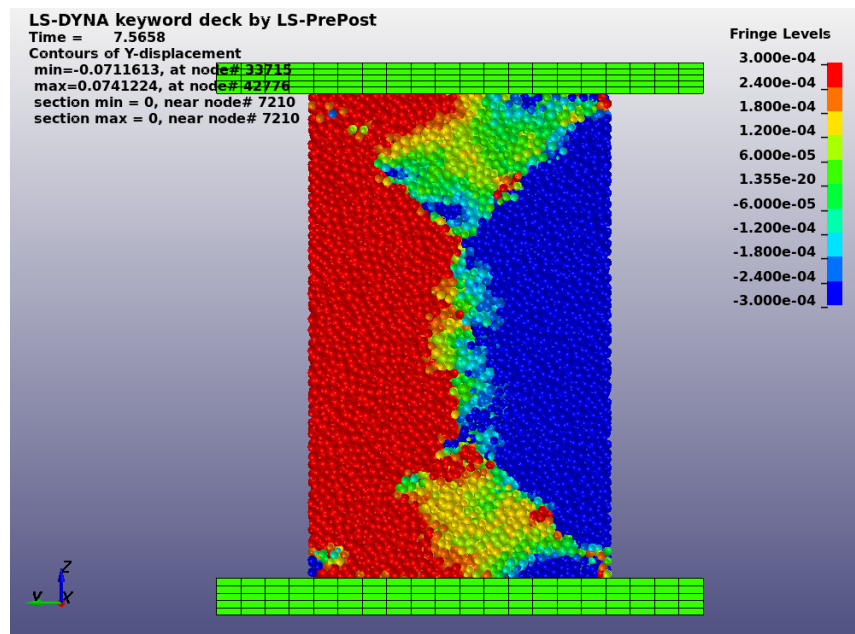 LS-DYNA keyword deck by LS-PrePost
Time = 7.5658
Contours of Y-displacement
min=-0.0711613, at node# 33715
max=0.0741224, at node# 42776
section min = 0, near node# 7210
section max = 0, near node# 7210
Fringe Levels
3.000e-04
2.400e-04
1.800e-04
1.200e-04
6.000e-05
1.355e-20
-6.000e-05
-1.200e-04
-1.800e-04
-2.400e-04
-3.000e-04
Z
Y X